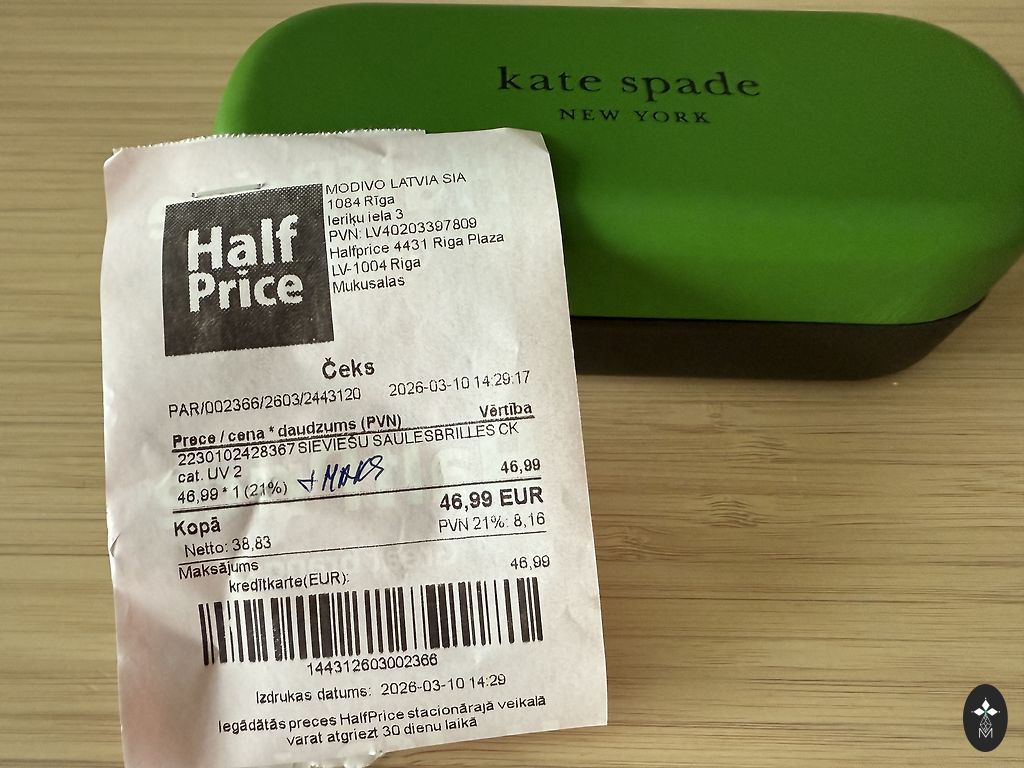 kate spade
NEW YORK
Half
Price
MODIVO LATVIA SIA
1084 Rīga
Ieriķu iela 3
PVN: LV40203397809
Halfprice 4431 Riga Plaza
LV-1004 Riga
Mukusalas
Čeks
PAR/002366/2603/2443120 2026-03-10 14:29:17
Prece / cena * daudzums (PVN) Vērtība
2230102428367 SIEVIEŠU SAULESBRILLES CK
cat. UV 2
46,99 * 1 (21%) + MAKS 46,99
Kopā 46,99 EUR
Netto: 38,83 PVN 21%: 8,16
Maksājums
kredītkarte(EUR): 46,99
144312603002366
Izdrukas datums: 2026-03-10 14:29
Iegādātās preces HalfPrice stacionārajā veikalā
varat atgriezt 30 dienu laikā
M